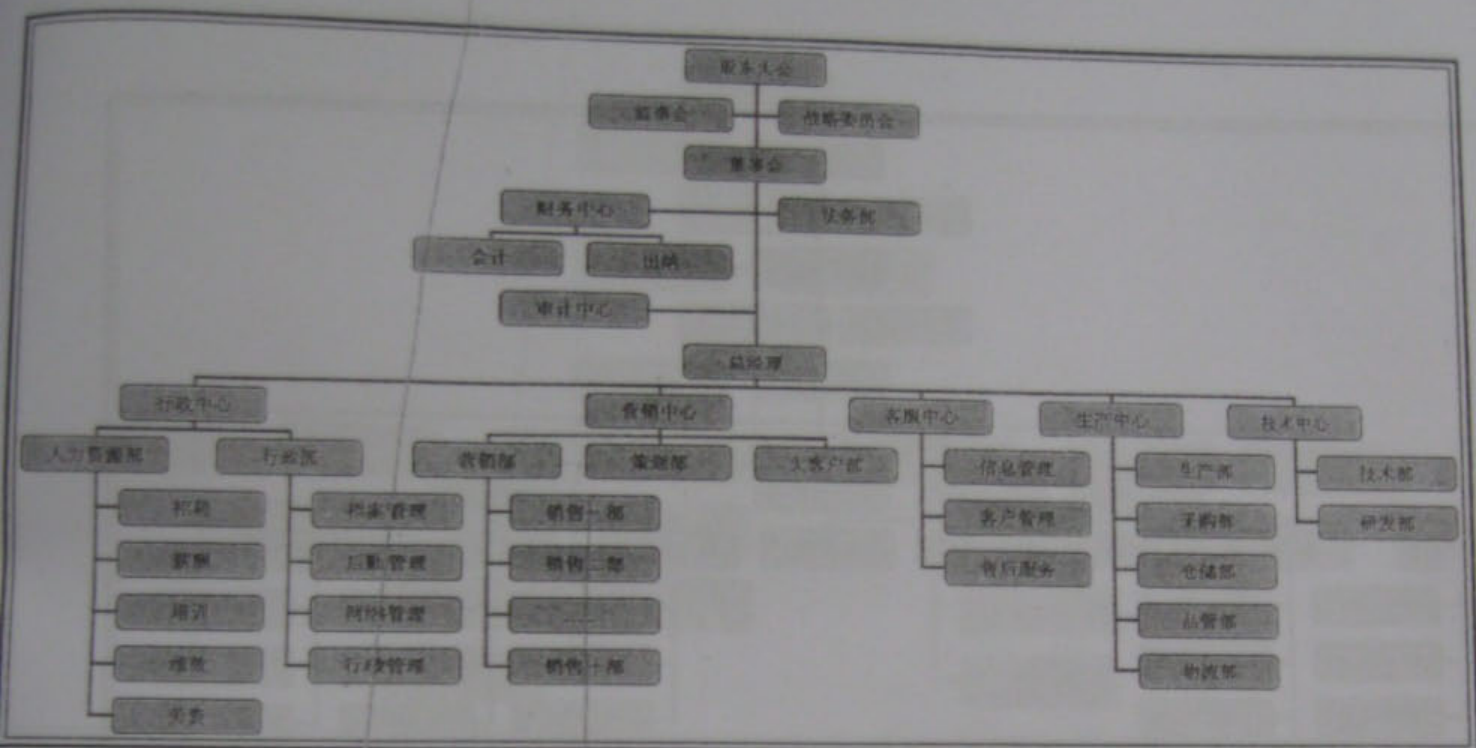 股东大会
监事会 战略委员会
董事会
财务中心 法务部
会计 出纳
审计中心
总经理
行政中心 营销中心 客服中心 生产中心 技术中心
人力资源部 行政部 营销部 策划部 大客户部 信息管理 生产部 技术部
招聘 档案管理 销售一部 客户管理 采购部 研发部
薪酬 后勤管理 销售二部 售后服务 仓储部
培训 网络管理 品管部
绩效 行政管理 销售十部 物流部